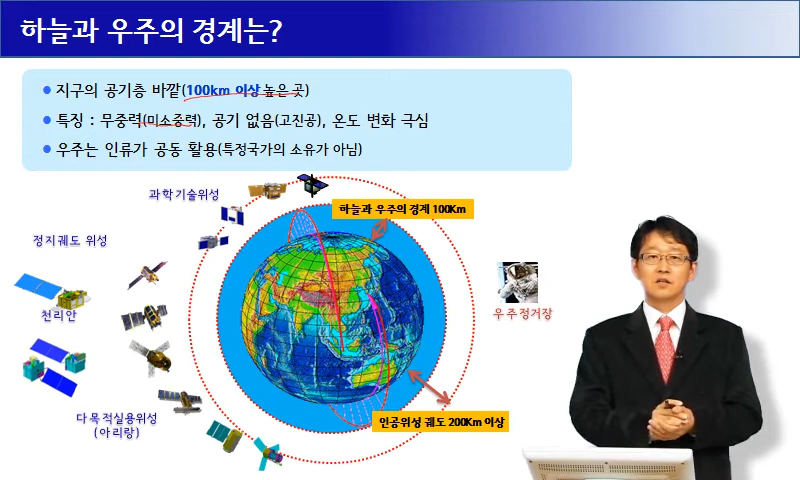 하늘과 우주의 경계는?
지구의 공기층 바깥(100km 이상 높은 곳)
특징 : 무중력(미소중력), 공기 없음(고진공), 온도 변화 극심
우주는 인류가 공동 활용(특정국가의 소유가 아님)
과학기술위성
하늘과 우주의 경계 100Km
정지궤도 위성
천리안
우주정거장
다목적실용위성
(아리랑)
인공위성 궤도 200Km 이상